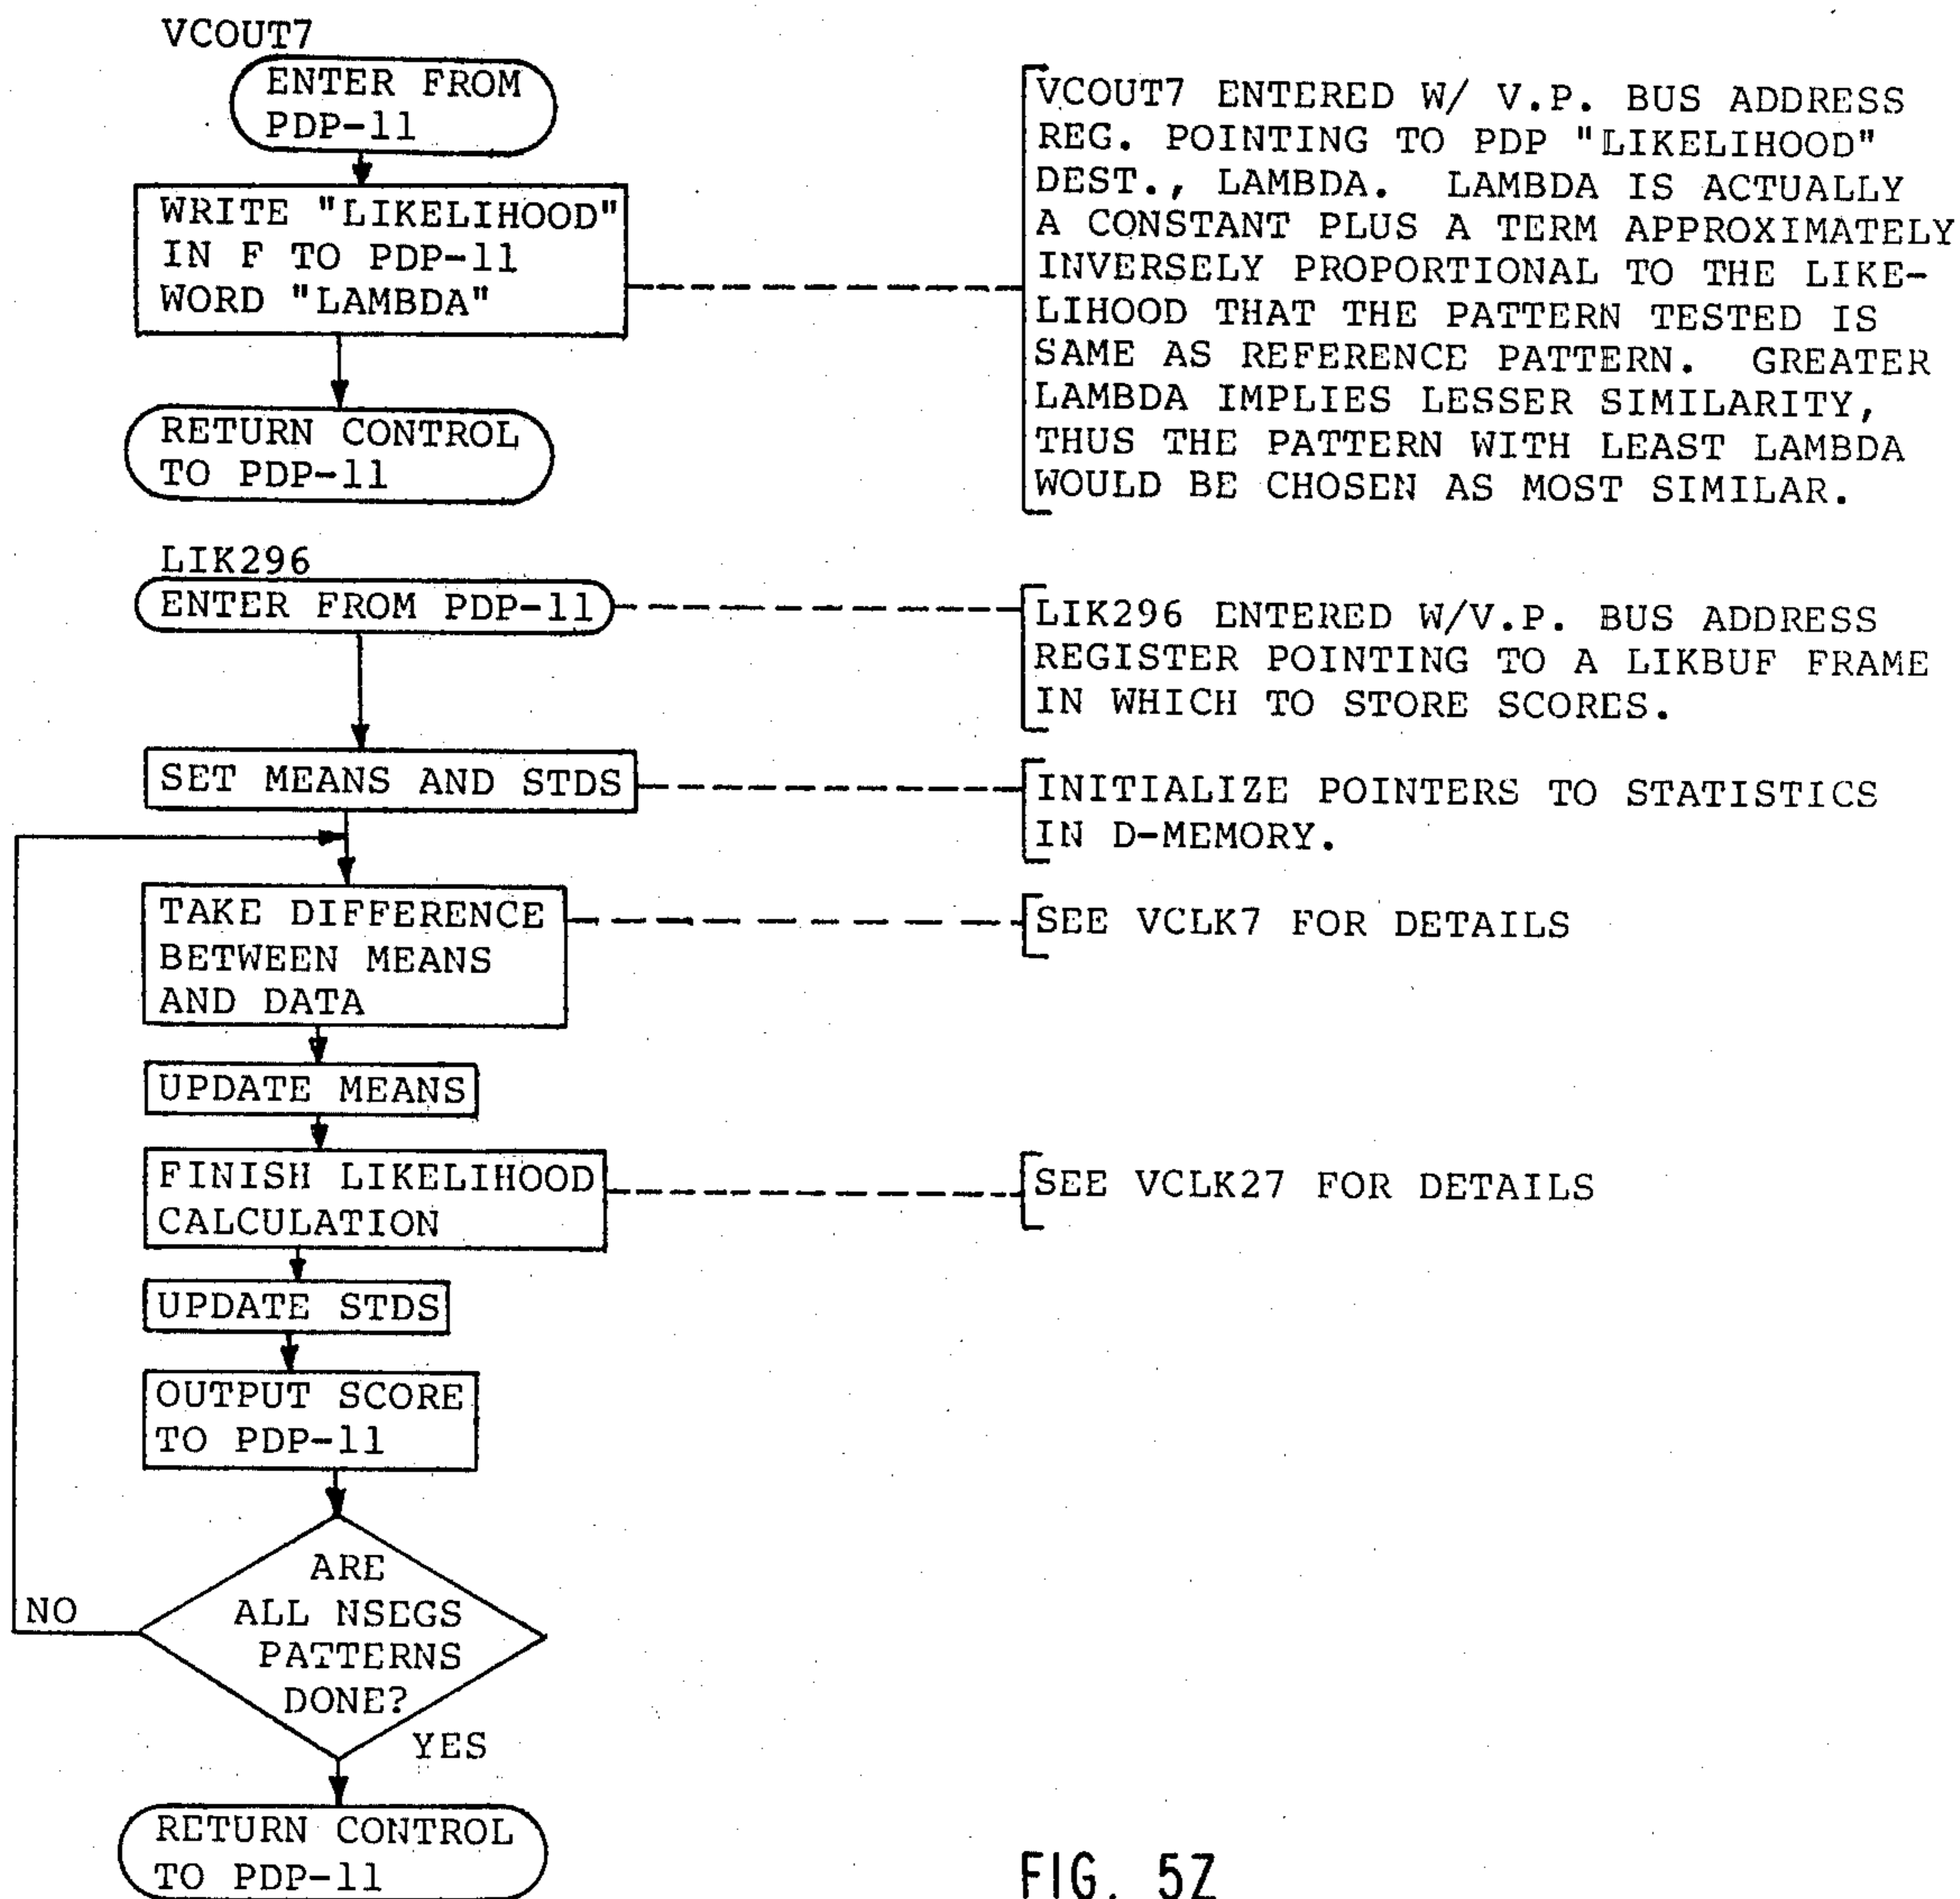 VCOUT7
ENTER FROM
PDP-11
WRITE "LIKELIHOOD"
IN F TO PDP-11
WORD "LAMBDA"
RETURN CONTROL
TO PDP-11
VCOUT7 ENTERED W/ V.P. BUS ADDRESS
REG. POINTING TO PDP "LIKELIHOOD"
DEST., LAMBDA. LAMBDA IS ACTUALLY
A CONSTANT PLUS A TERM APPROXIMATELY
INVERSELY PROPORTIONAL TO THE LIKE-
LIHOOD THAT THE PATTERN TESTED IS
SAME AS REFERENCE PATTERN. GREATER
LAMBDA IMPLIES LESSER SIMILARITY,
THUS THE PATTERN WITH LEAST LAMBDA
WOULD BE CHOSEN AS MOST SIMILAR.
LIK296
ENTER FROM PDP-11
LIK296 ENTERED W/V.P. BUS ADDRESS
REGISTER POINTING TO A LIKBUF FRAME
IN WHICH TO STORE SCORES.
SET MEANS AND STDS
INITIALIZE POINTERS TO STATISTICS
IN D-MEMORY.
TAKE DIFFERENCE
BETWEEN MEANS
AND DATA
SEE VCLK7 FOR DETAILS
UPDATE MEANS
FINISH LIKELIHOOD
CALCULATION
SEE VCLK27 FOR DETAILS
UPDATE STDS
OUTPUT SCORE
TO PDP-11
ARE
ALL NSEGS
PATTERNS
DONE?
NO
YES
RETURN CONTROL
TO PDP-11
FIG. 5Z